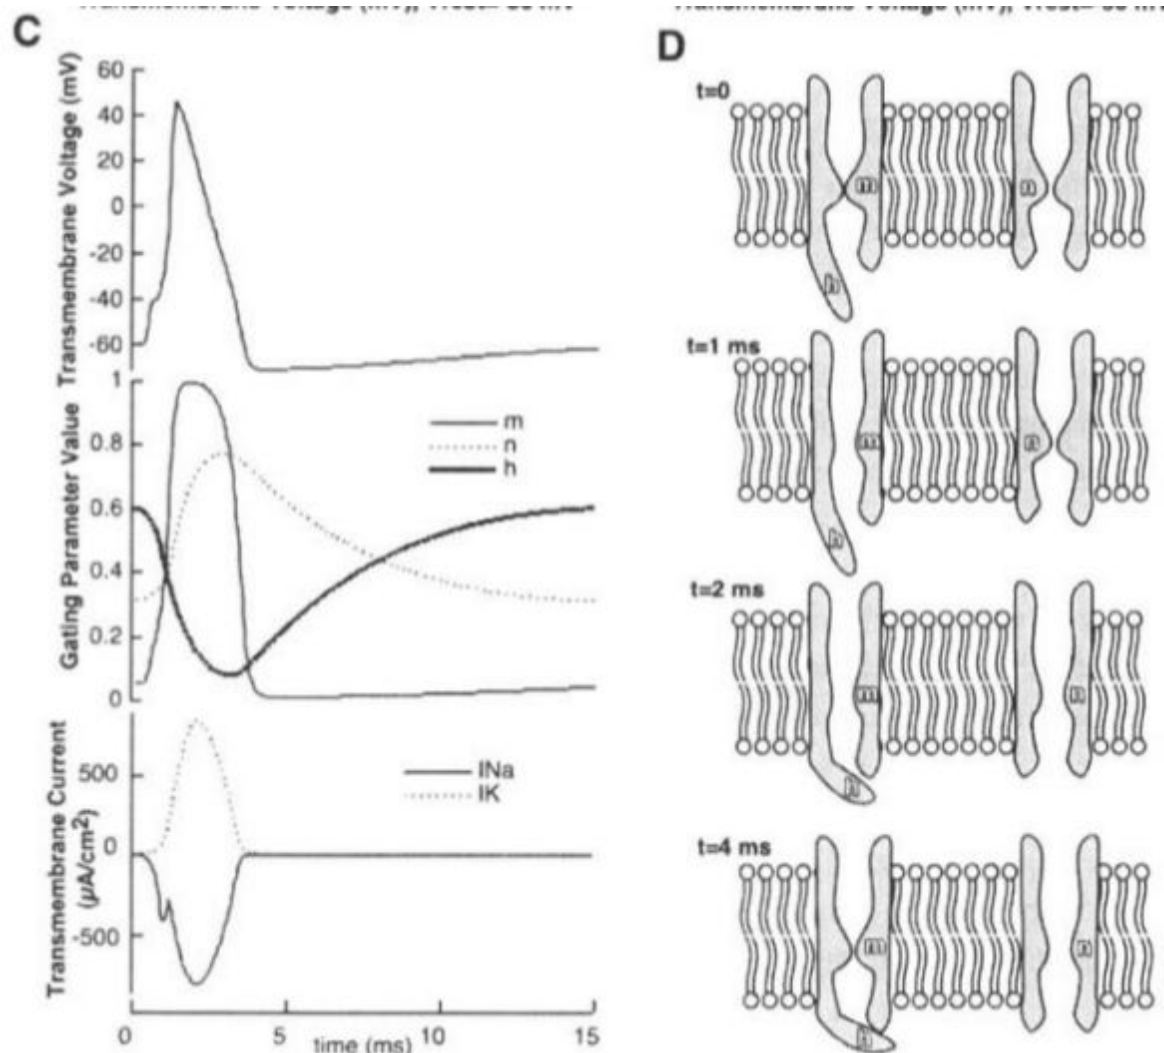 C
Transmembrane Voltage (mV)
60
40
20
0
-20
-40
-60
Gating Parameter Value
1
0.8
0.6
0.4
0.2
0
m
n
h
Transmembrane Current
(µA/cm2)
500
0
-500
INa
IK
0
5
10
15
time (ms)
D
t=0
m
n
h
t=1 ms
m
n
h
t=2 ms
m
n
h
t=4 ms
m
n
h